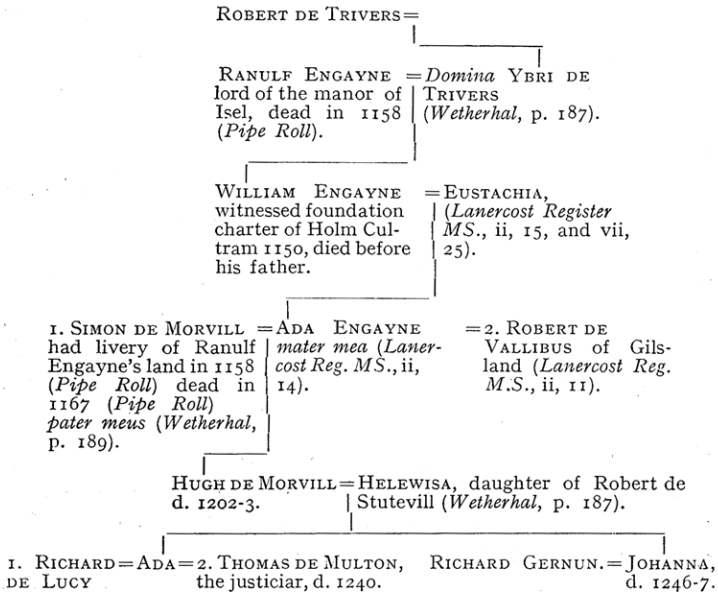 ROBERT DE TRIVERS=
RANULF ENGAYNE =Domina YBRI DE
lord of the manor of TRIVERS
Isel, dead in 1158 (Wetherhal, p. 187).
(Pipe Roll).
WILLIAM ENGAYNE =EUSTACHIA,
witnessed foundation (Lanercost Register
charter of Holm Cul- MS., ii, 15, and vii,
tram 1150, died before 25).
his father.
1. SIMON DE MORVILL =ADA ENGAYNE =2. ROBERT DE
had livery of Ranulf mater mea (Laner- VALLIBUS of Gils-
Engayne's land in 1158 cost Reg. MS., ii, land (Lanercost Reg.
(Pipe Roll) dead in 14). M.S., ii, 11).
1167 (Pipe Roll)
pater meus (Wetherhal,
p. 189).
HUGH DE MORVILL=HELEWISA, daughter of Robert de
d. 1202-3. Stutevill (Wetherhal, p. 187).
1. RICHARD=ADA=2. THOMAS DE MULTON, RICHARD GERNUN.=JOHANNA,
DE LUCY the justiciar, d. 1240. d. 1246-7.